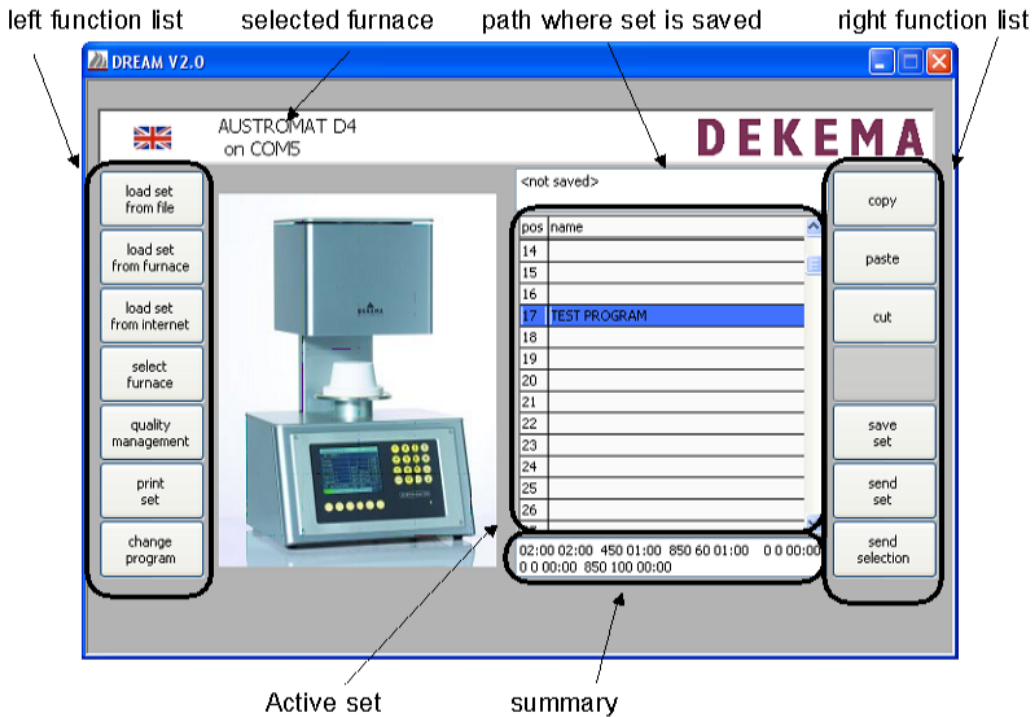 left function list
selected furnace
path where set is saved
right function list
DREAM V2.0
AUSTROMAT D4
on COM5
DEKEMA
load set
from file
load set
from furnace
load set
from internet
select
furnace
quality
management
print
set
change
program
DEKEMA
<not saved>
pos name
14
15
16
17 TEST PROGRAM
18
19
20
21
22
23
24
25
26
02:00 02:00 450 01:00 850 60 01:00 0 0 00:00
0 0 00:00 850 100 00:00
copy
paste
cut
save
set
send
set
send
selection
Active set
summary